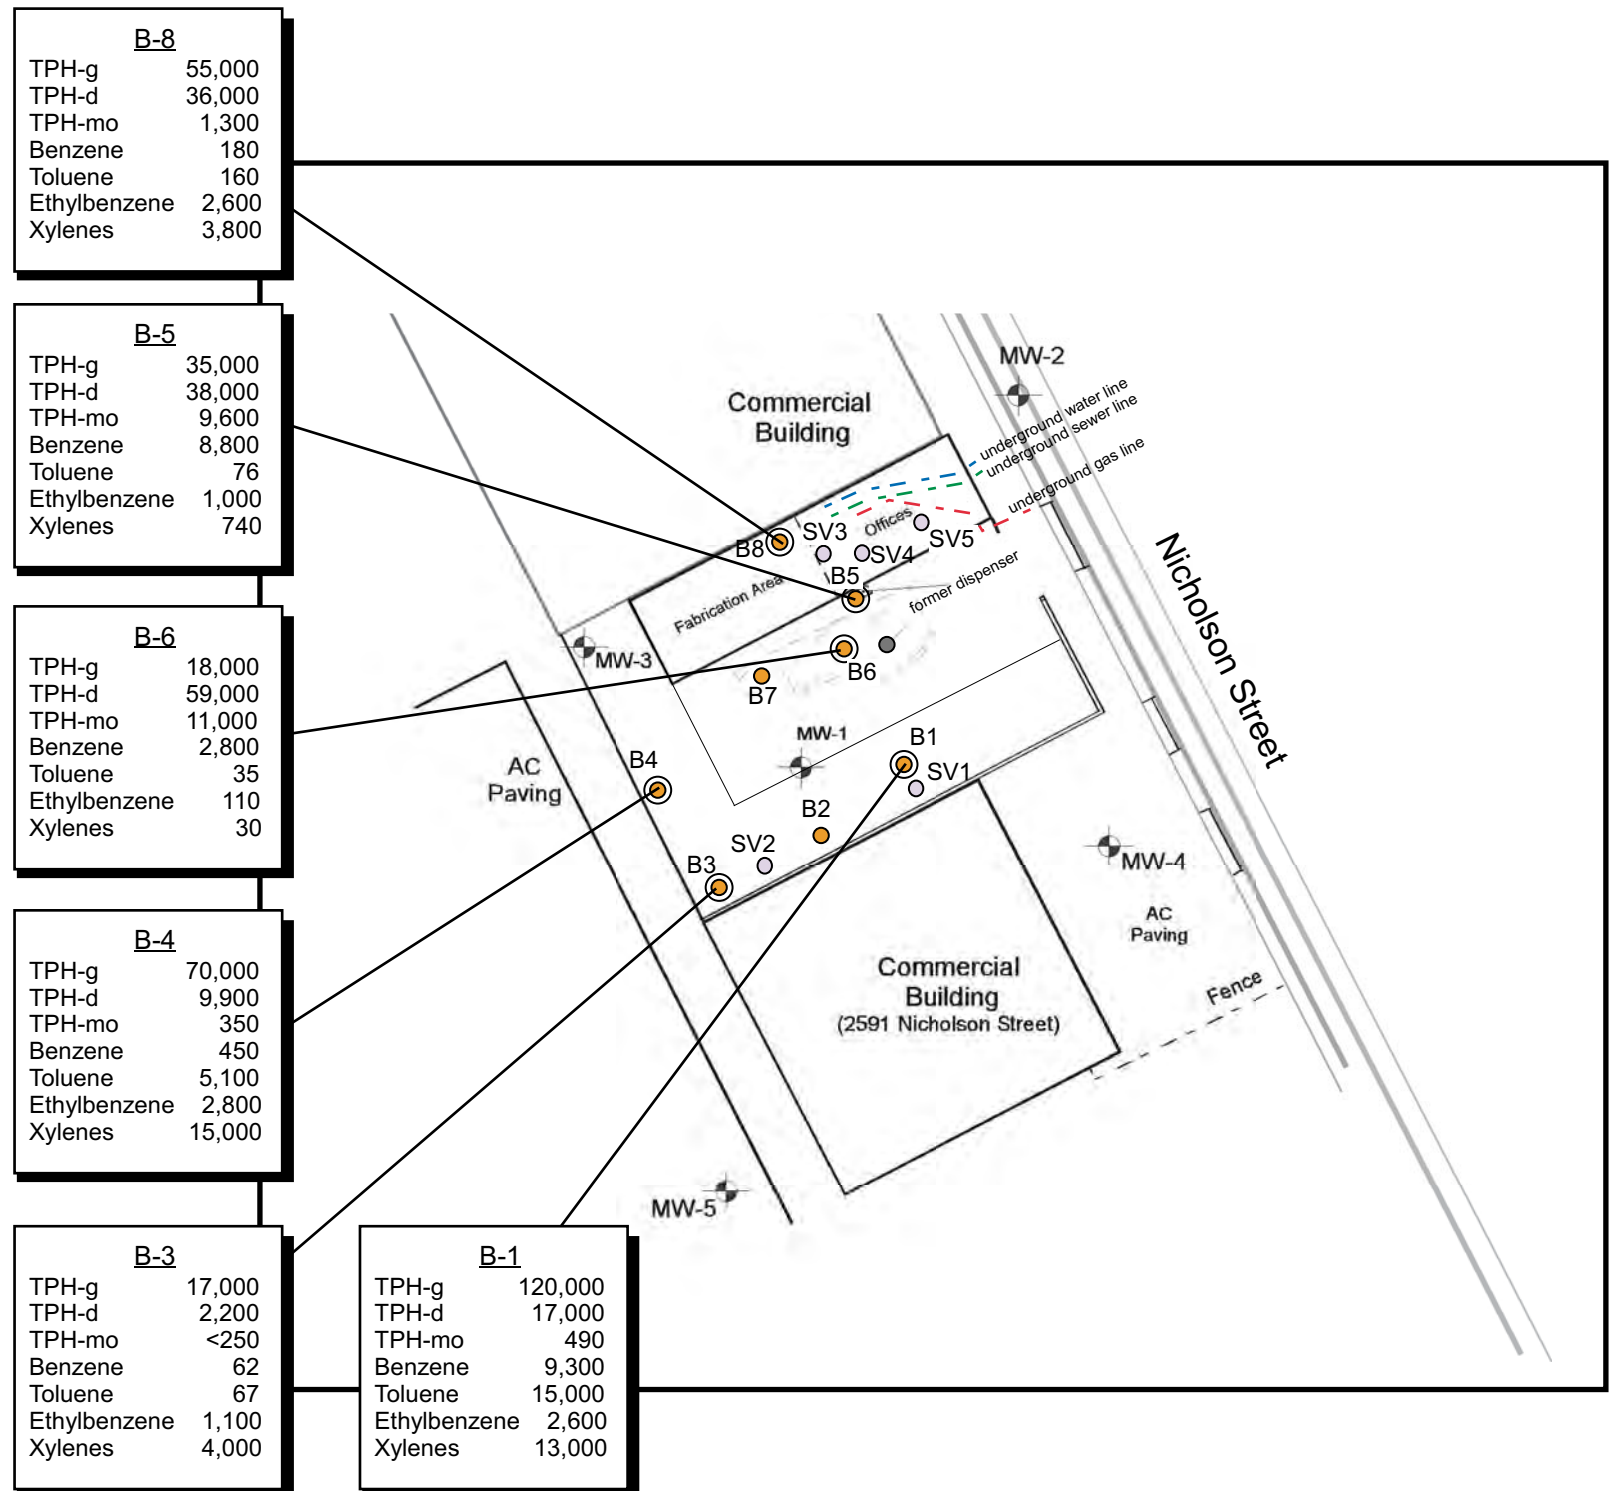 B-8
TPH-g 55,000
TPH-d 36,000
TPH-mo 1,300
Benzene 180
Toluene 160
Ethylbenzene 2,600
Xylenes 3,800
B-5
TPH-g 35,000
TPH-d 38,000
TPH-mo 9,600
Benzene 8,800
Toluene 76
Ethylbenzene 1,000
Xylenes 740
B-6
TPH-g 18,000
TPH-d 59,000
TPH-mo 11,000
Benzene 2,800
Toluene 35
Ethylbenzene 110
Xylenes 30
B-4
TPH-g 70,000
TPH-d 9,900
TPH-mo 350
Benzene 450
Toluene 5,100
Ethylbenzene 2,800
Xylenes 15,000
B-3
TPH-g 17,000
TPH-d 2,200
TPH-mo <250
Benzene 62
Toluene 67
Ethylbenzene 1,100
Xylenes 4,000
B-1
TPH-g 120,000
TPH-d 17,000
TPH-mo 490
Benzene 9,300
Toluene 15,000
Ethylbenzene 2,600
Xylenes 13,000
MW-2
Commercial
Building
underground water line
underground sewer line
underground gas line
Offices
SV3
SV5
B8
SV4
B5
Fabrication Area
former dispenser
Nicholson Street
MW-3
B6
B7
MW-1
B1
B4
AC
Paving
SV1
B2
SV2
B3
MW-4
AC
Paving
Commercial
Building
(2591 Nicholson Street)
Fence
MW-5